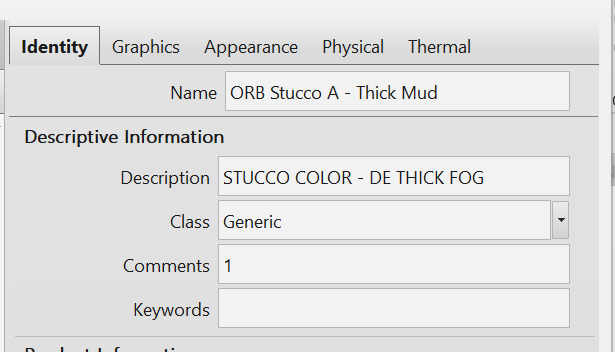 Identity Graphics Appearance Physical Thermal
Name ORB Stucco A - Thick Mud
Descriptive Information
Description STUCCO COLOR - DE THICK FOG
Class Generic
Comments 1
Keywords